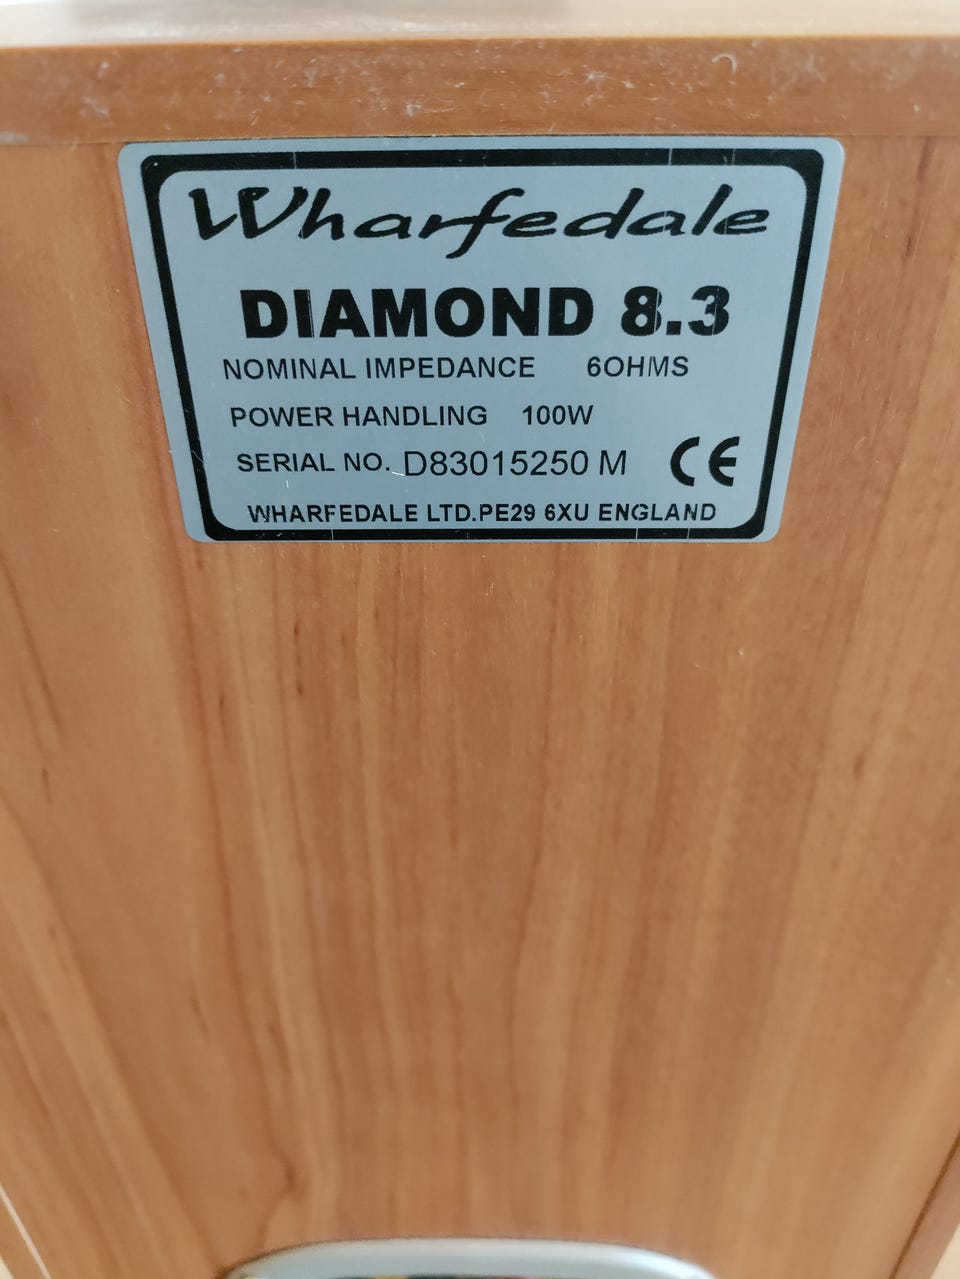 Wharfedale
DIAMOND 8.3
NOMINAL IMPEDANCE 6OHMS
POWER HANDLING 100W
SERIAL NO. D83015250 M CE
WHARFEDALE LTD.PE29 6XU ENGLAND